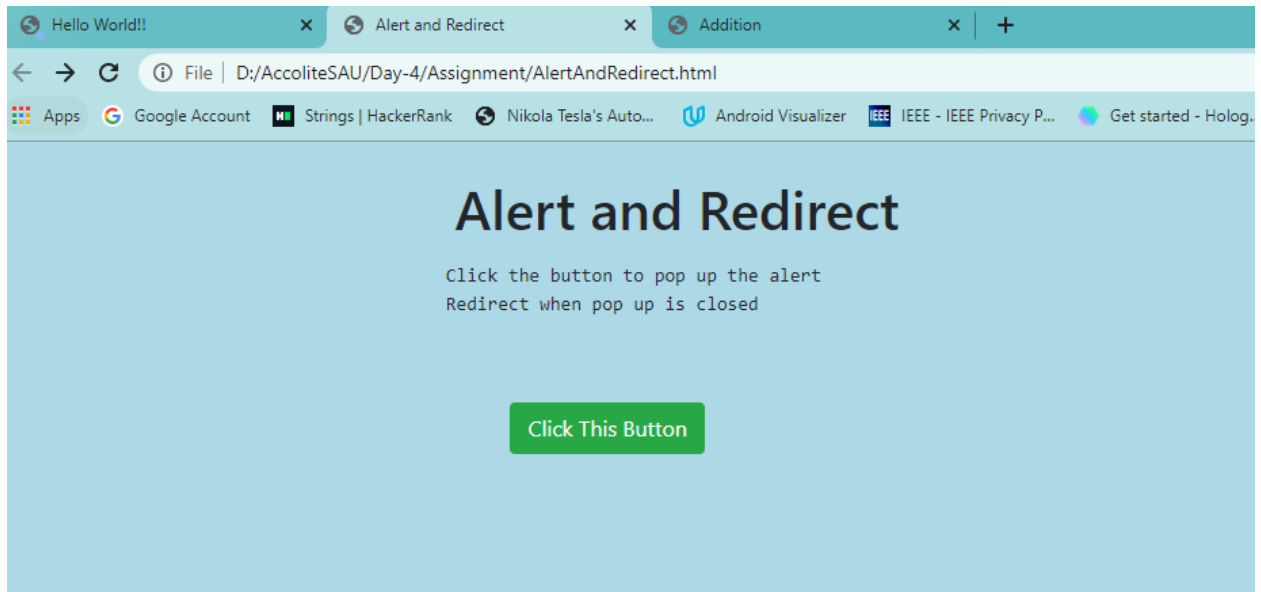 Hello World!! Alert and Redirect Addition
File D:/AccoliteSAU/Day-4/Assignment/AlertAndRedirect.html
Apps Google Account Strings | HackerRank Nikola Tesla's Auto... Android Visualizer IEEE IEEE - IEEE Privacy P... Get started - Holog..
Alert and Redirect
Click the button to pop up the alert
Redirect when pop up is closed
Click This Button